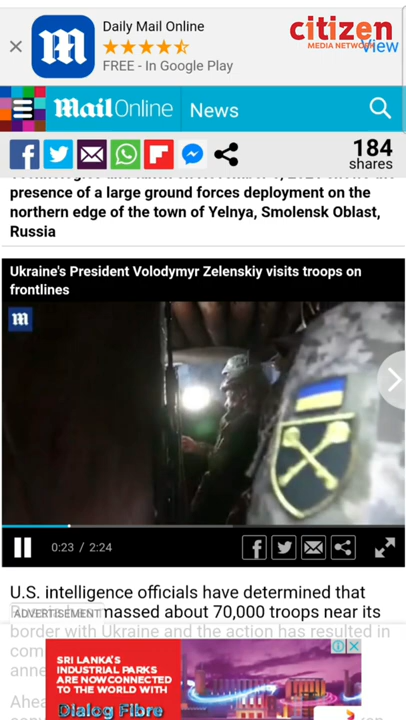 Daily Mail Online
FREE - In Google Play
citizen
MEDIA NETWORK
View
MailOnline
News
184
shares
presence of a large ground forces deployment on the
northern edge of the town of Yelnya, Smolensk Oblast,
Russia
Ukraine's President Volodymyr Zelenskiy visits troops on
frontlines
m
0:23 / 2:24
U.S. intelligence officials have determined that
massed about 70,000 troops near its
ADVERTISEMENT
border with Ukraine and the action has resulted in
SRI LANKA'S
INDUSTRIAL PARKS
ARE NOW CONNECTED
TO THE WORLD WITH
Dialog Fibre